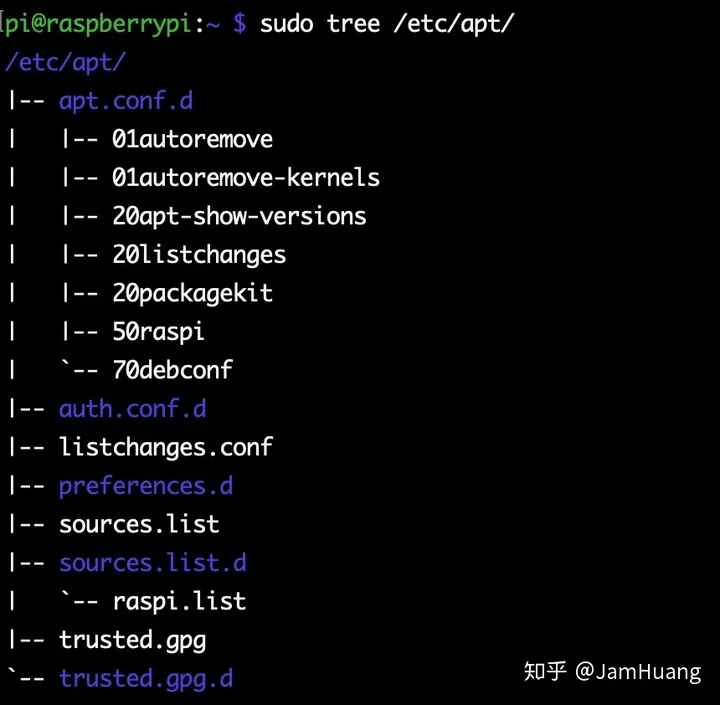 pi@raspberrypi:~ $ sudo tree /etc/apt/
/etc/apt/
|-- apt.conf.d
|   |-- 01autoremove
|   |-- 01autoremove-kernels
|   |-- 20apt-show-versions
|   |-- 20listchanges
|   |-- 20packagekit
|   |-- 50raspi
|   `-- 70debconf
|-- auth.conf.d
|-- listchanges.conf
|-- preferences.d
|-- sources.list
|-- sources.list.d
|   `-- raspi.list
|-- trusted.gpg
`-- trusted.gpg.d
知乎 @JamHuang